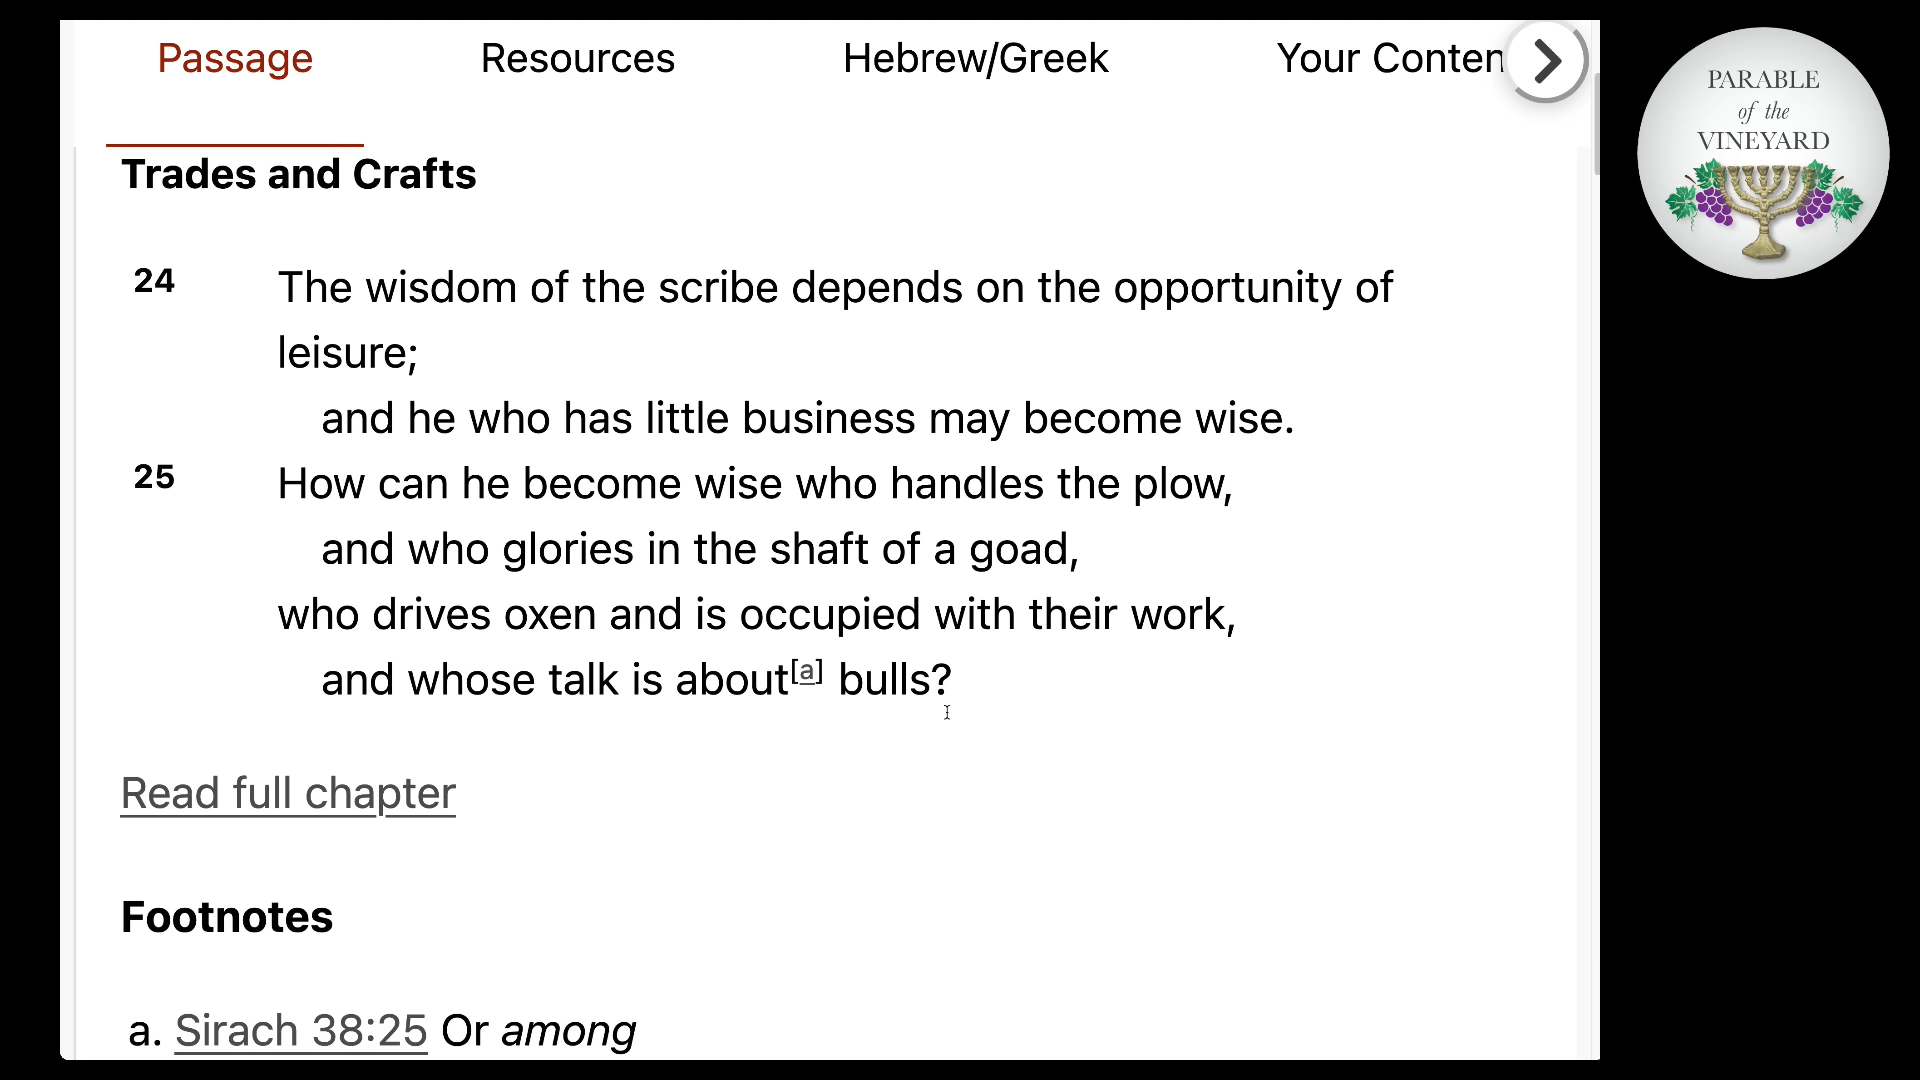 Passage
Resources
Hebrew/Greek
Your Conten
PARABLE
of the
VINEYARD
Trades and Crafts
24 The wisdom of the scribe depends on the opportunity of
leisure;
and he who has little business may become wise.
25 How can he become wise who handles the plow,
and who glories in the shaft of a goad,
who drives oxen and is occupied with their work,
and whose talk is about[a] bulls?
Read full chapter
Footnotes
a. Sirach 38:25 Or among